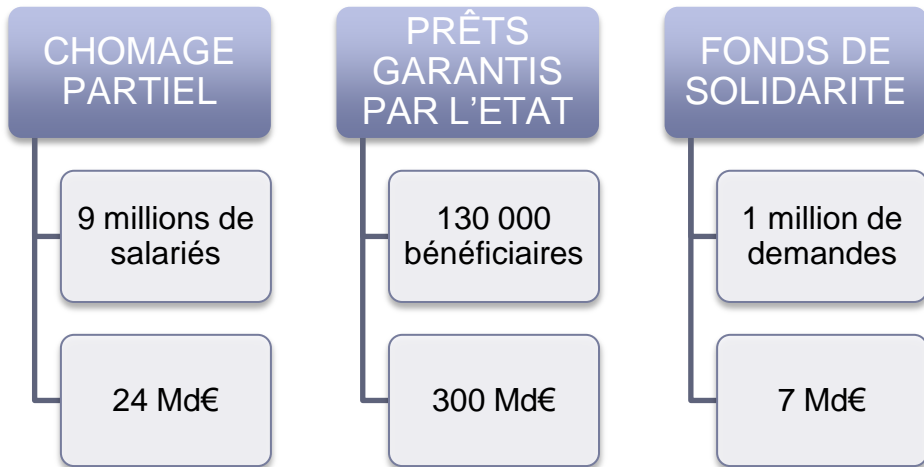 CHOMAGE
PARTIEL
9 millions de
salariés
24 Md€
PRÊTS
GARANTIS
PAR L'ETAT
130 000
bénéficiaires
300 Md€
FONDS DE
SOLIDARITE
1 million de
demandes
7 Md€